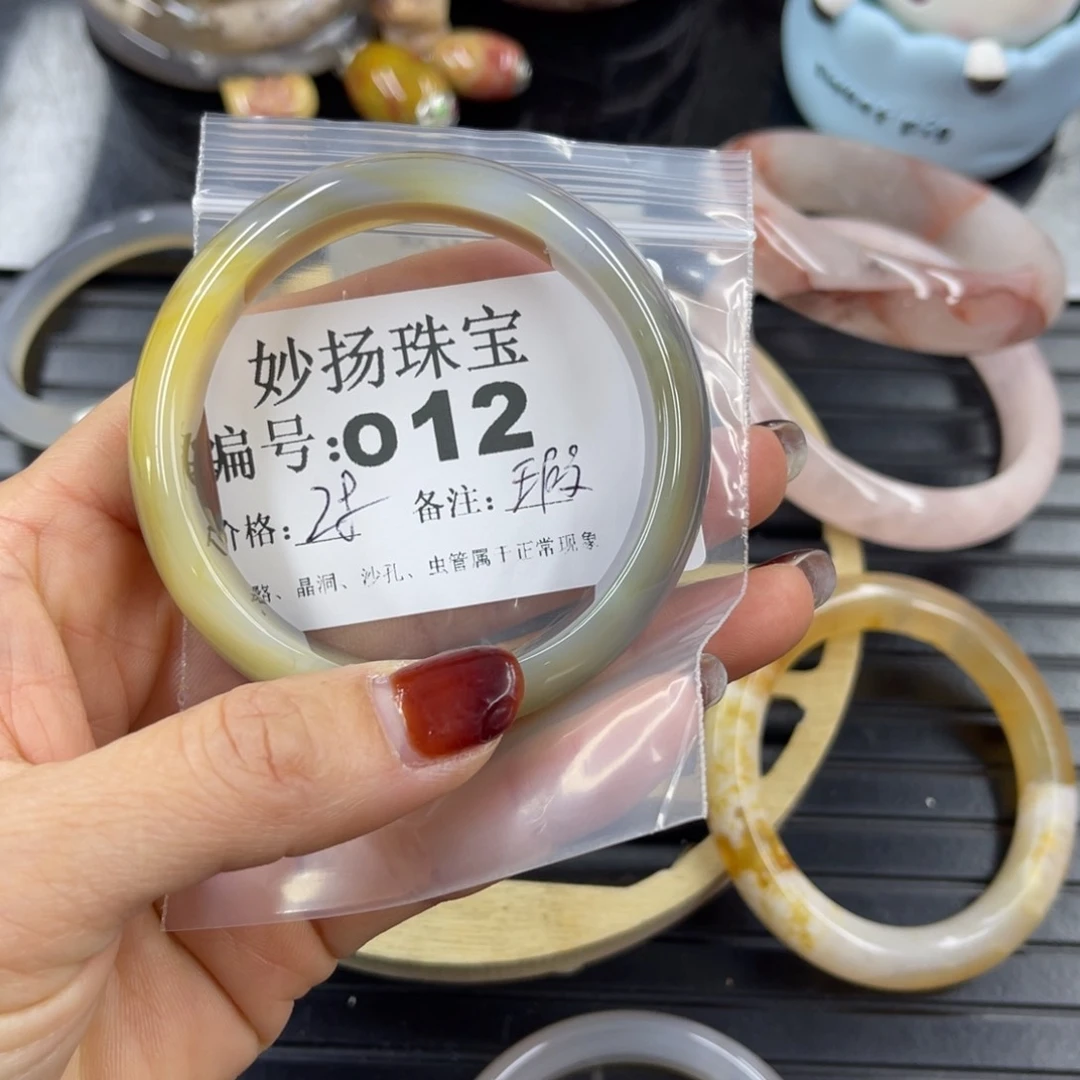 妙扬珠宝
编号:012
价格: 备注:瑕
晶洞、沙孔、虫管属于正常现象